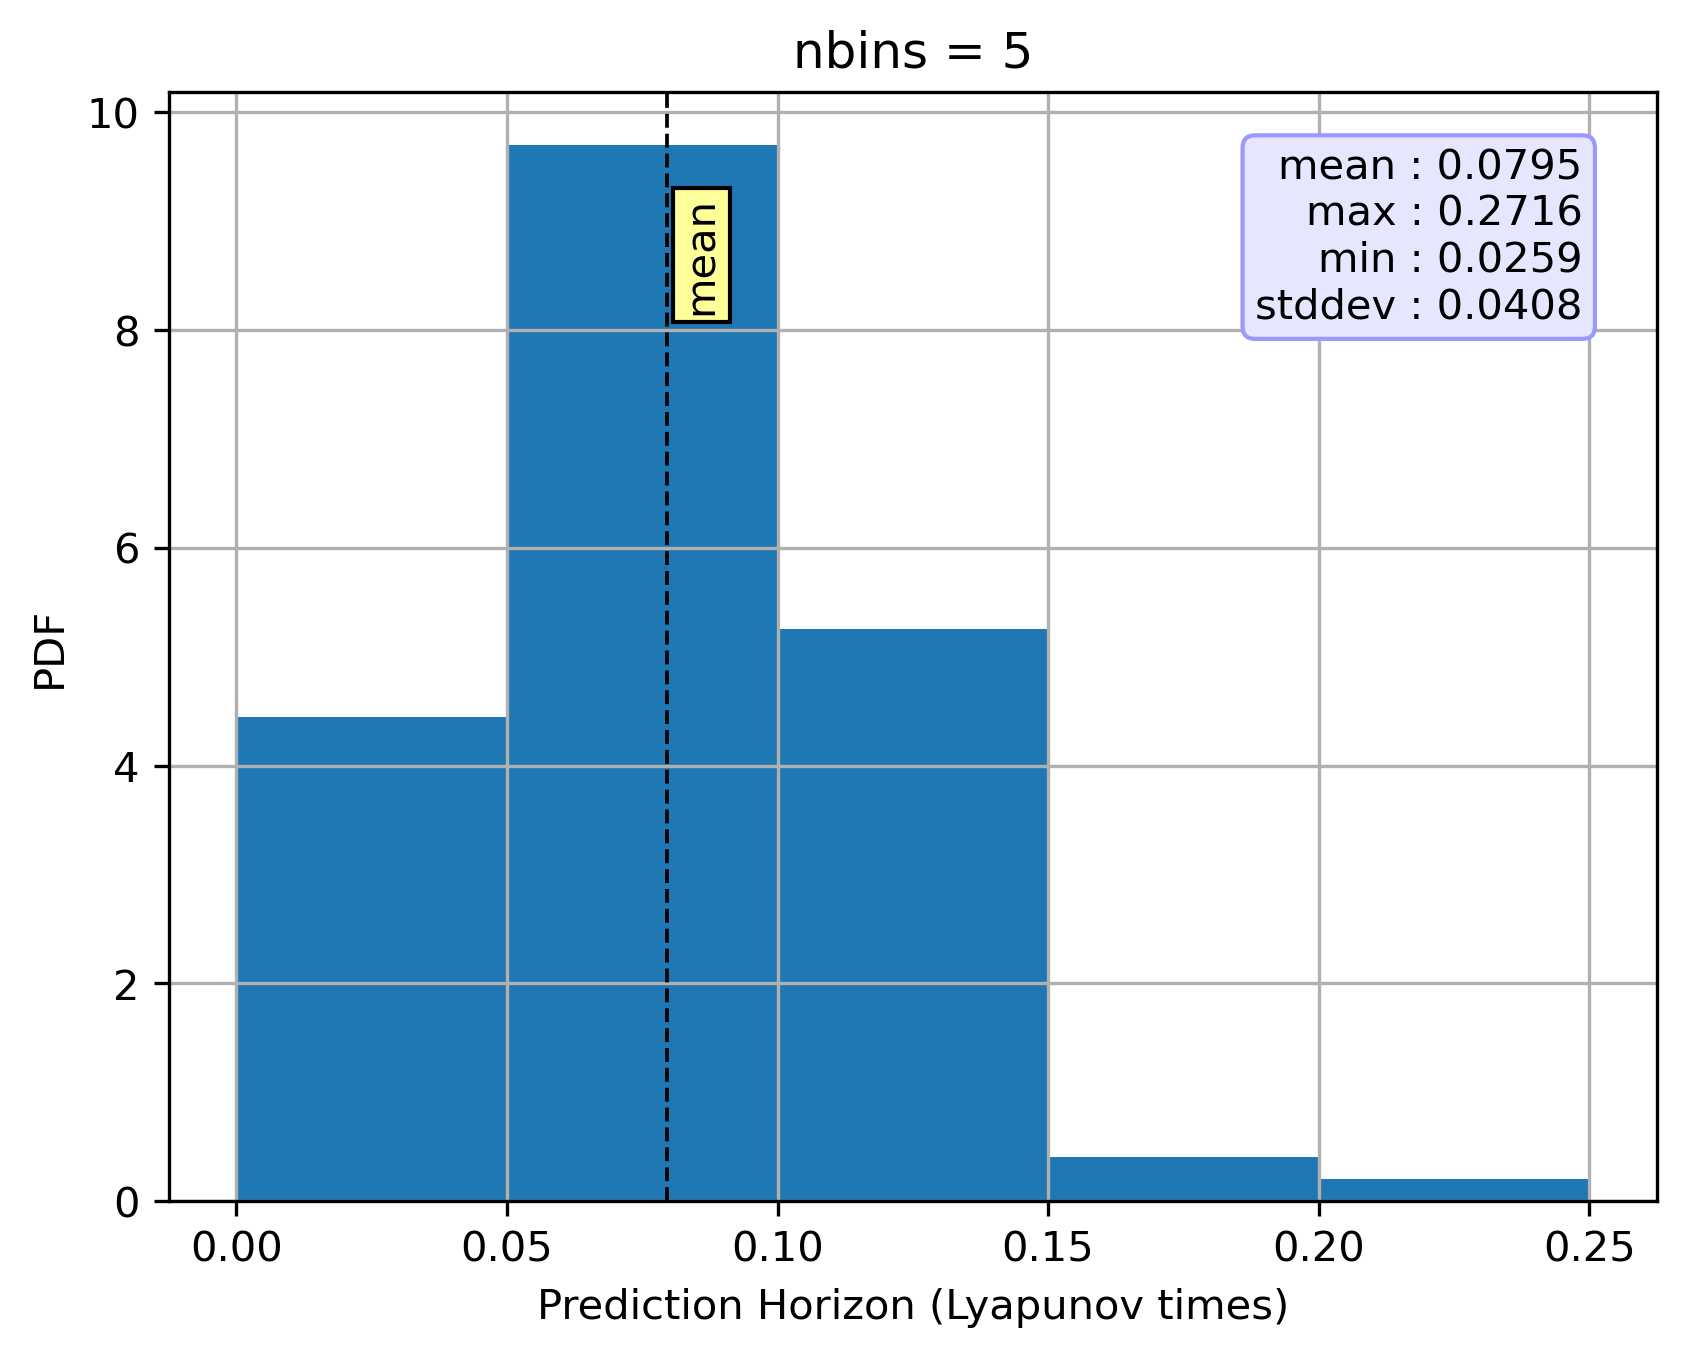 nbins = 5
10
8
6
4
2
0
PDF
mean
mean : 0.0795
max : 0.2716
min : 0.0259
stddev : 0.0408
0.00 0.05 0.10 0.15 0.20 0.25
Prediction Horizon (Lyapunov times)